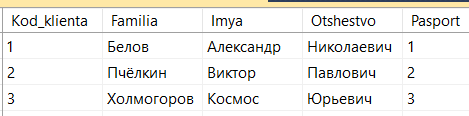 Kod_klienta Familia Imya Otshestvo Pasport
1 Белов Александр Николаевич 1
2 Пчёлкин Виктор Павлович 2
3 Холмогоров Космос Юрьевич 3